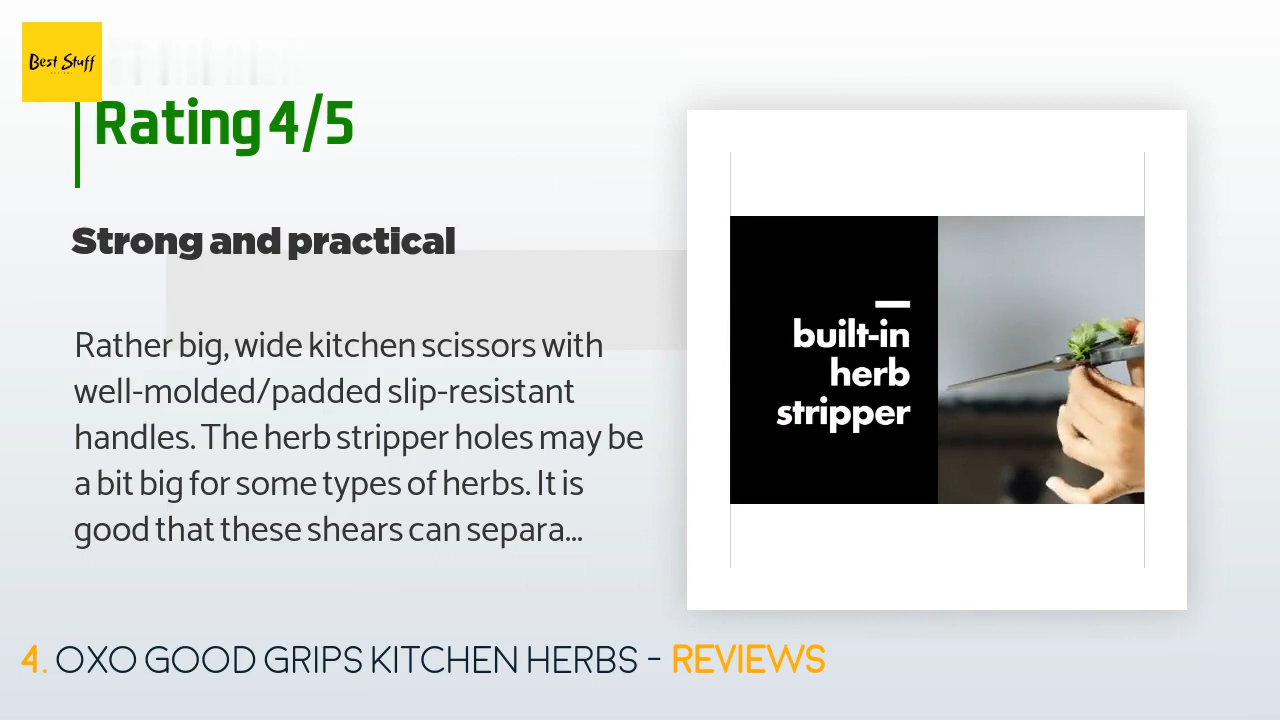 Best Stuff
Rating 4/5
Strong and practical
Rather big, wide kitchen scissors with
well-molded/padded slip-resistant
handles. The herb stripper holes may be
a bit big for some types of herbs. It is
good that these shears can separa...
built-in
herb
stripper
4. OXO GOOD GRIPS KITCHEN HERBS - REVIEWS